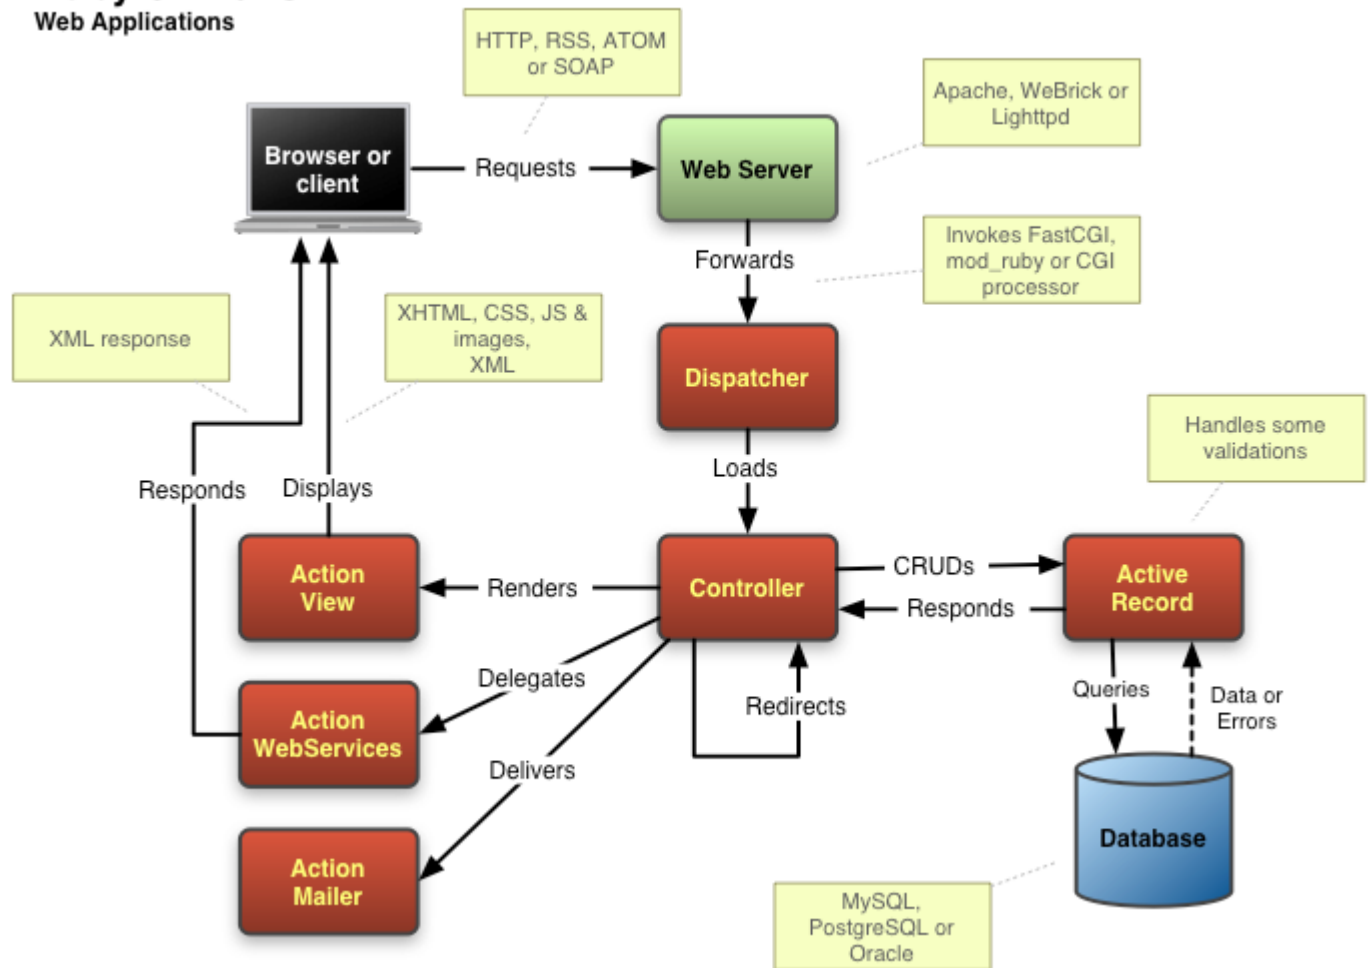 Web Applications
HTTP, RSS, ATOM
or SOAP
Apache, WeBrick or
Lighttpd
Browser or
client
Requests
Web Server
Forwards
Invokes FastCGI,
mod_ruby or CGI
processor
XML response
XHTML, CSS, JS &
images,
XML
Dispatcher
Handles some
validations
Loads
Responds
Displays
Action
View
Renders
Controller
CRUDs
Responds
Active
Record
Delegates
Redirects
Queries
Data or
Errors
Action
WebServices
Delivers
Database
Action
Mailer
MySQL,
PostgreSQL or
Oracle